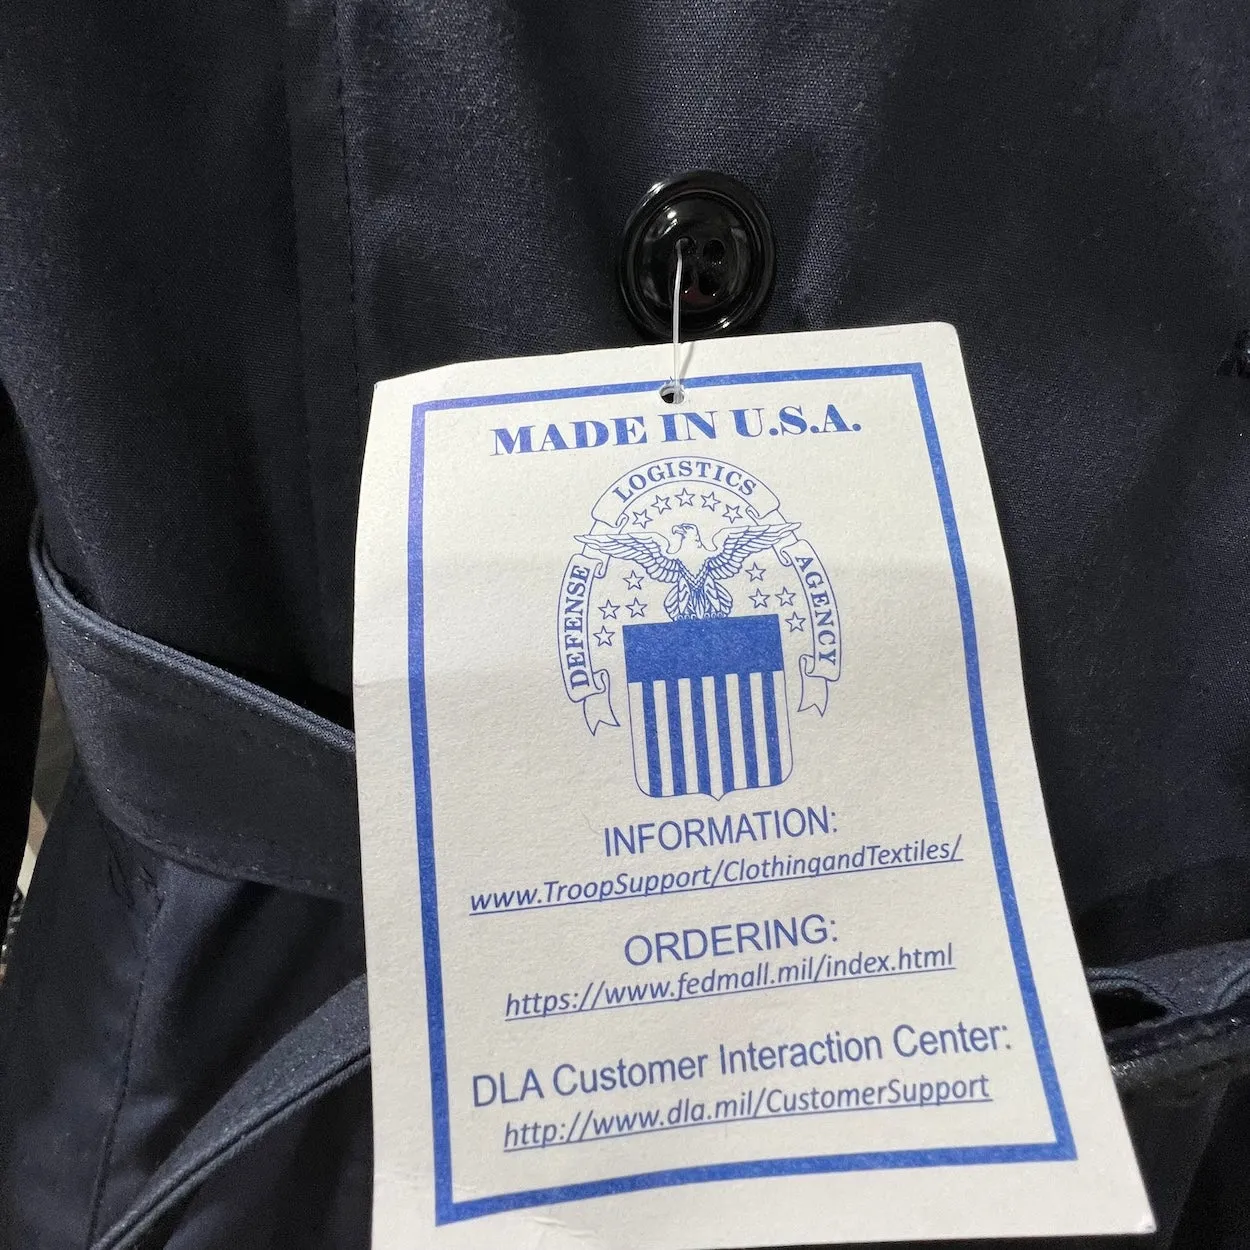 MADE IN U.S.A.
DEFENSE LOGISTICS AGENCY
INFORMATION:
www.TroopSupport/ClothingandTextiles/
ORDERING:
https://www.fedmall.mil/index.html
DLA Customer Interaction Center:
http://www.dla.mil/CustomerSupport